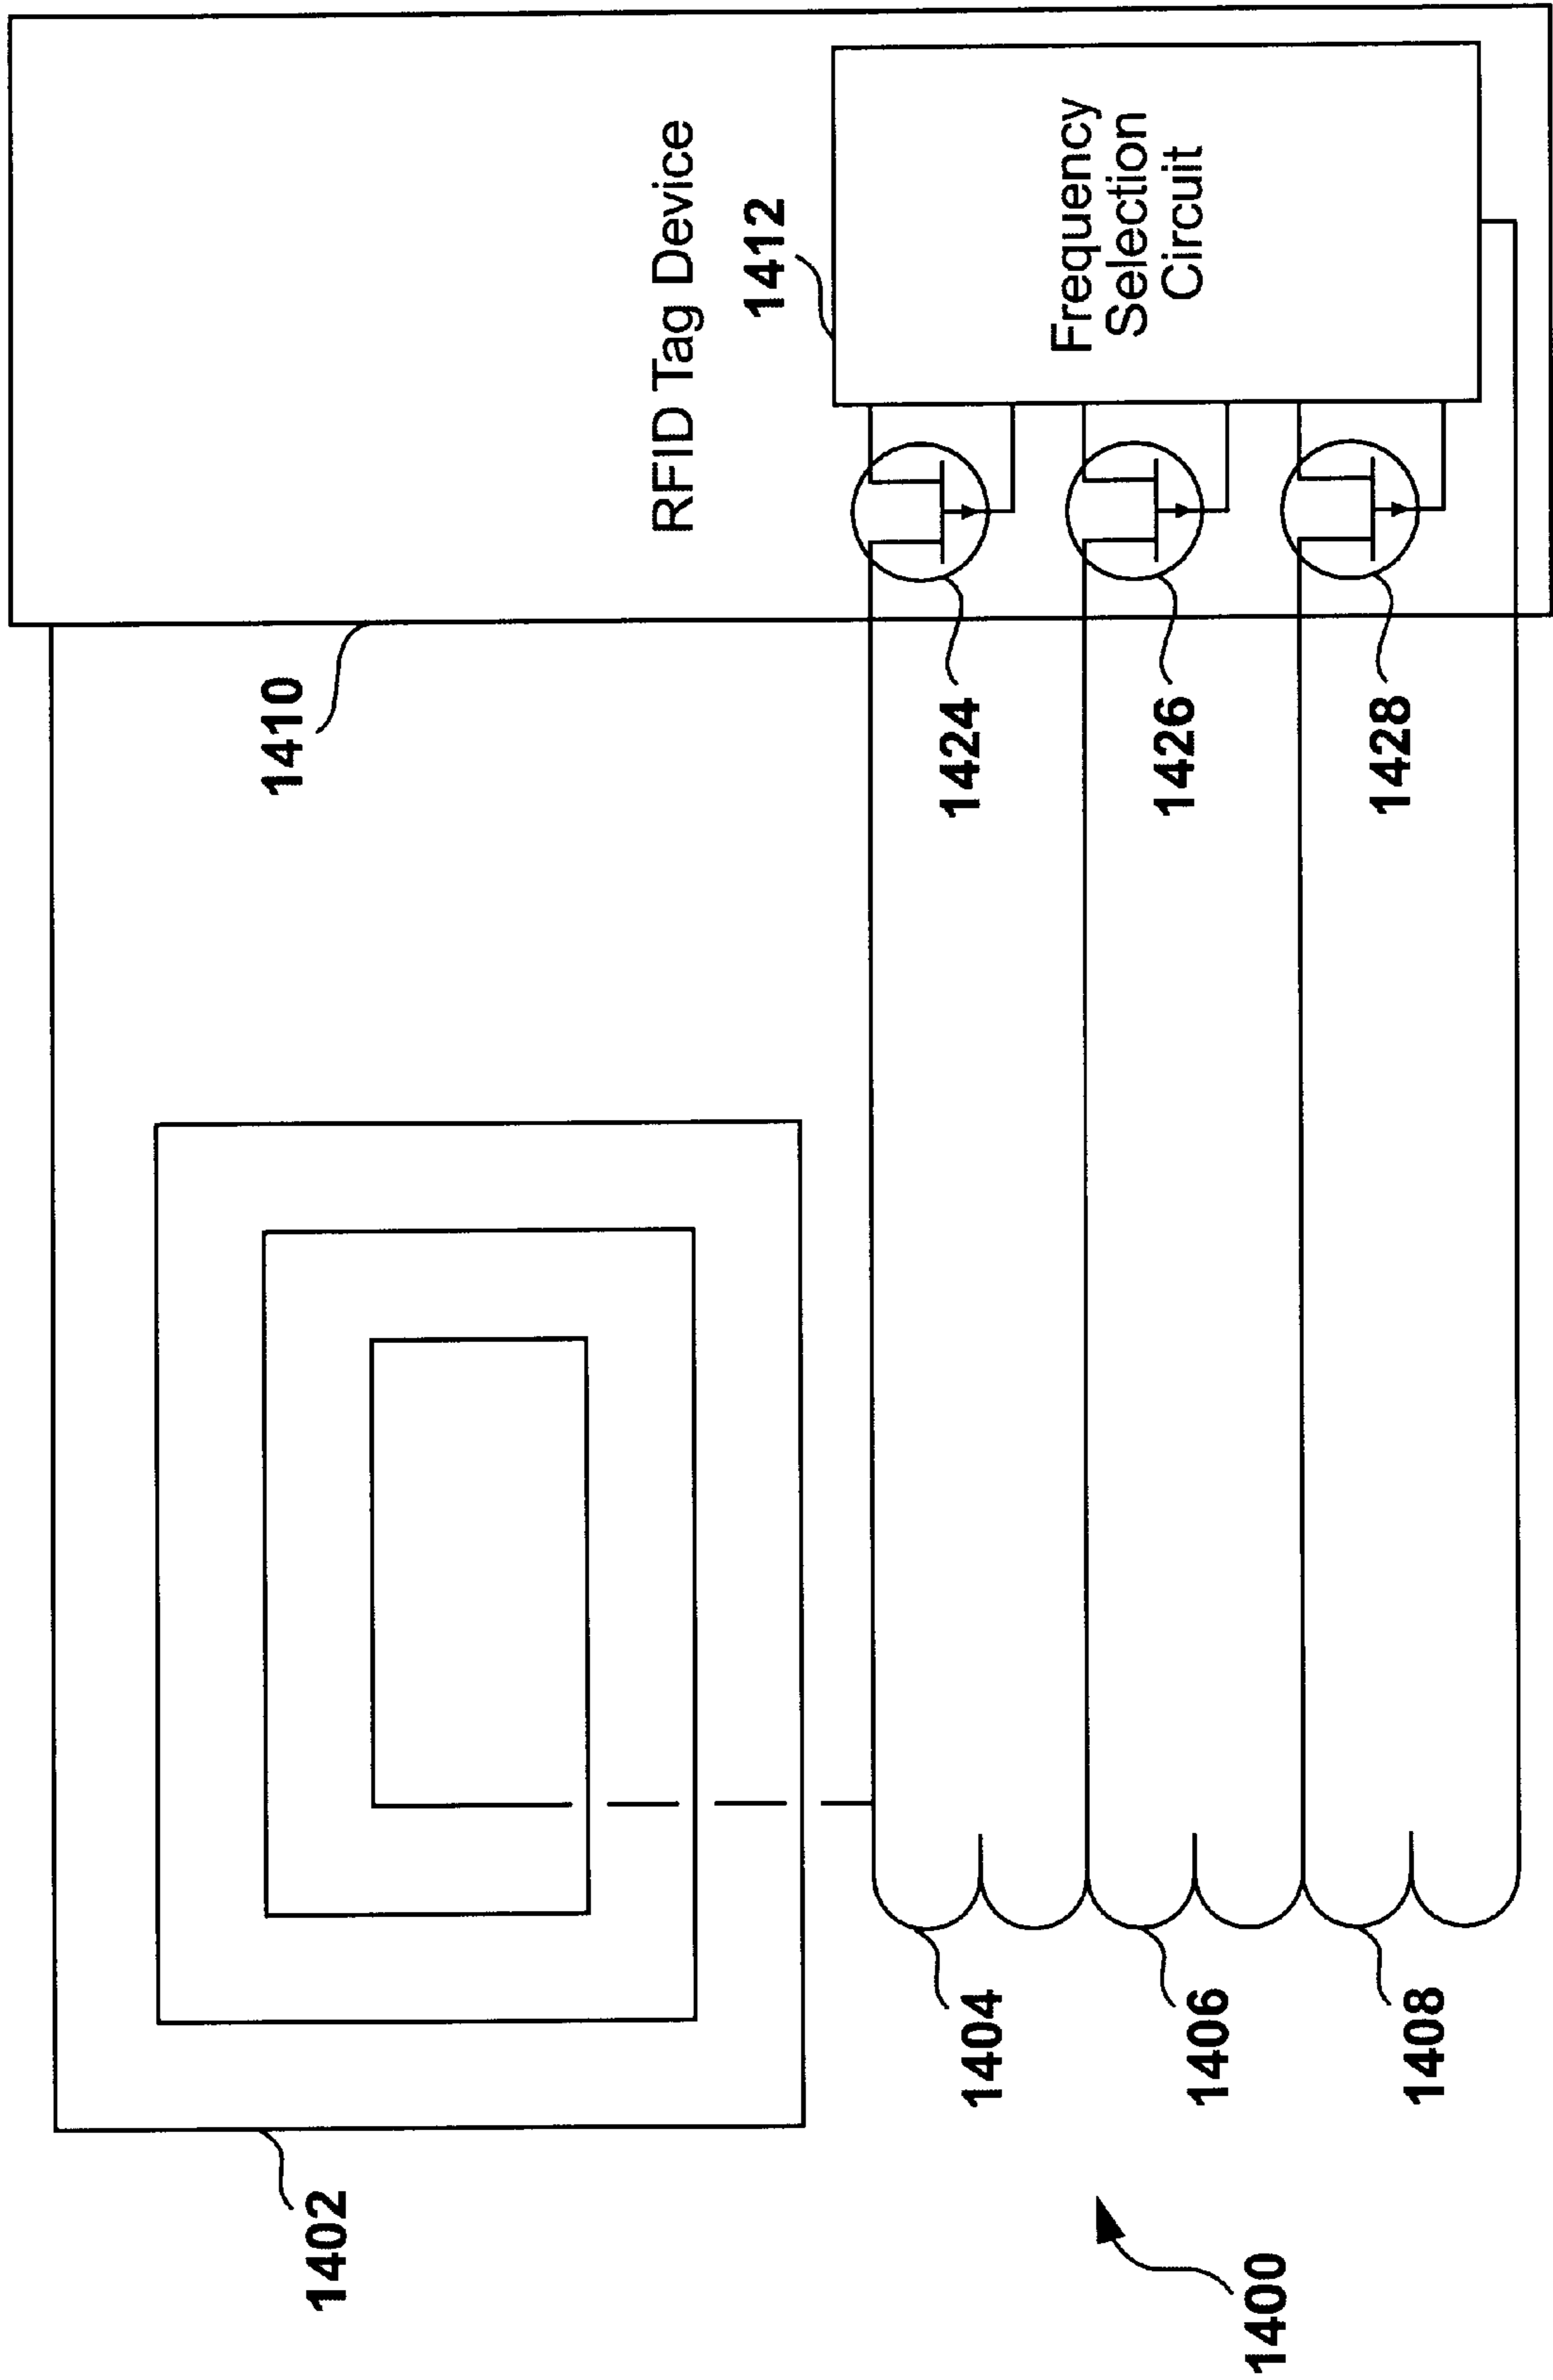 RFID Tag Device
1410
1412
Frequency
Selection
Circuit
1424
1426
1428
1402
1404
1406
1408
1400